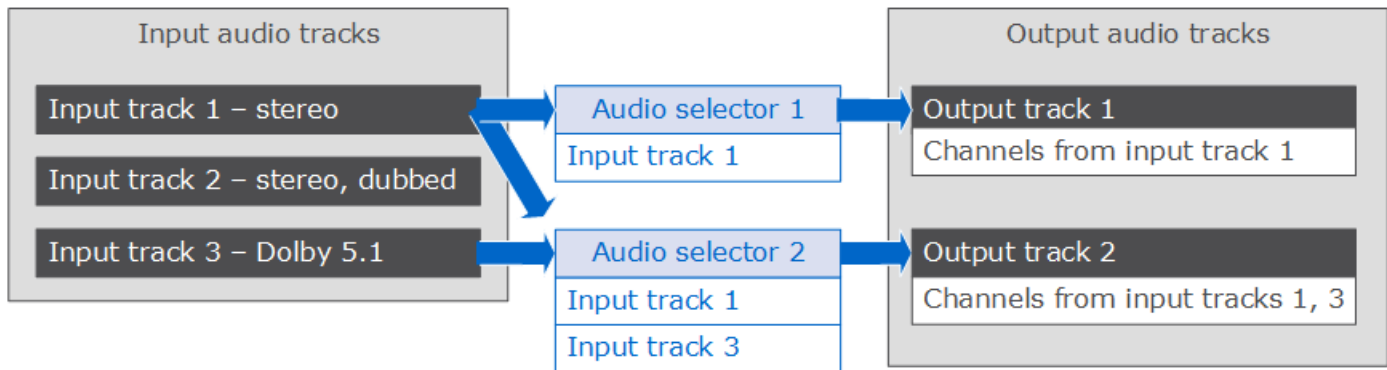 Input audio tracks
Input track 1 – stereo
Input track 2 – stereo, dubbed
Input track 3 – Dolby 5.1
Audio selector 1
Input track 1
Audio selector 2
Input track 1
Input track 3
Output audio tracks
Output track 1
Channels from input track 1
Output track 2
Channels from input tracks 1, 3